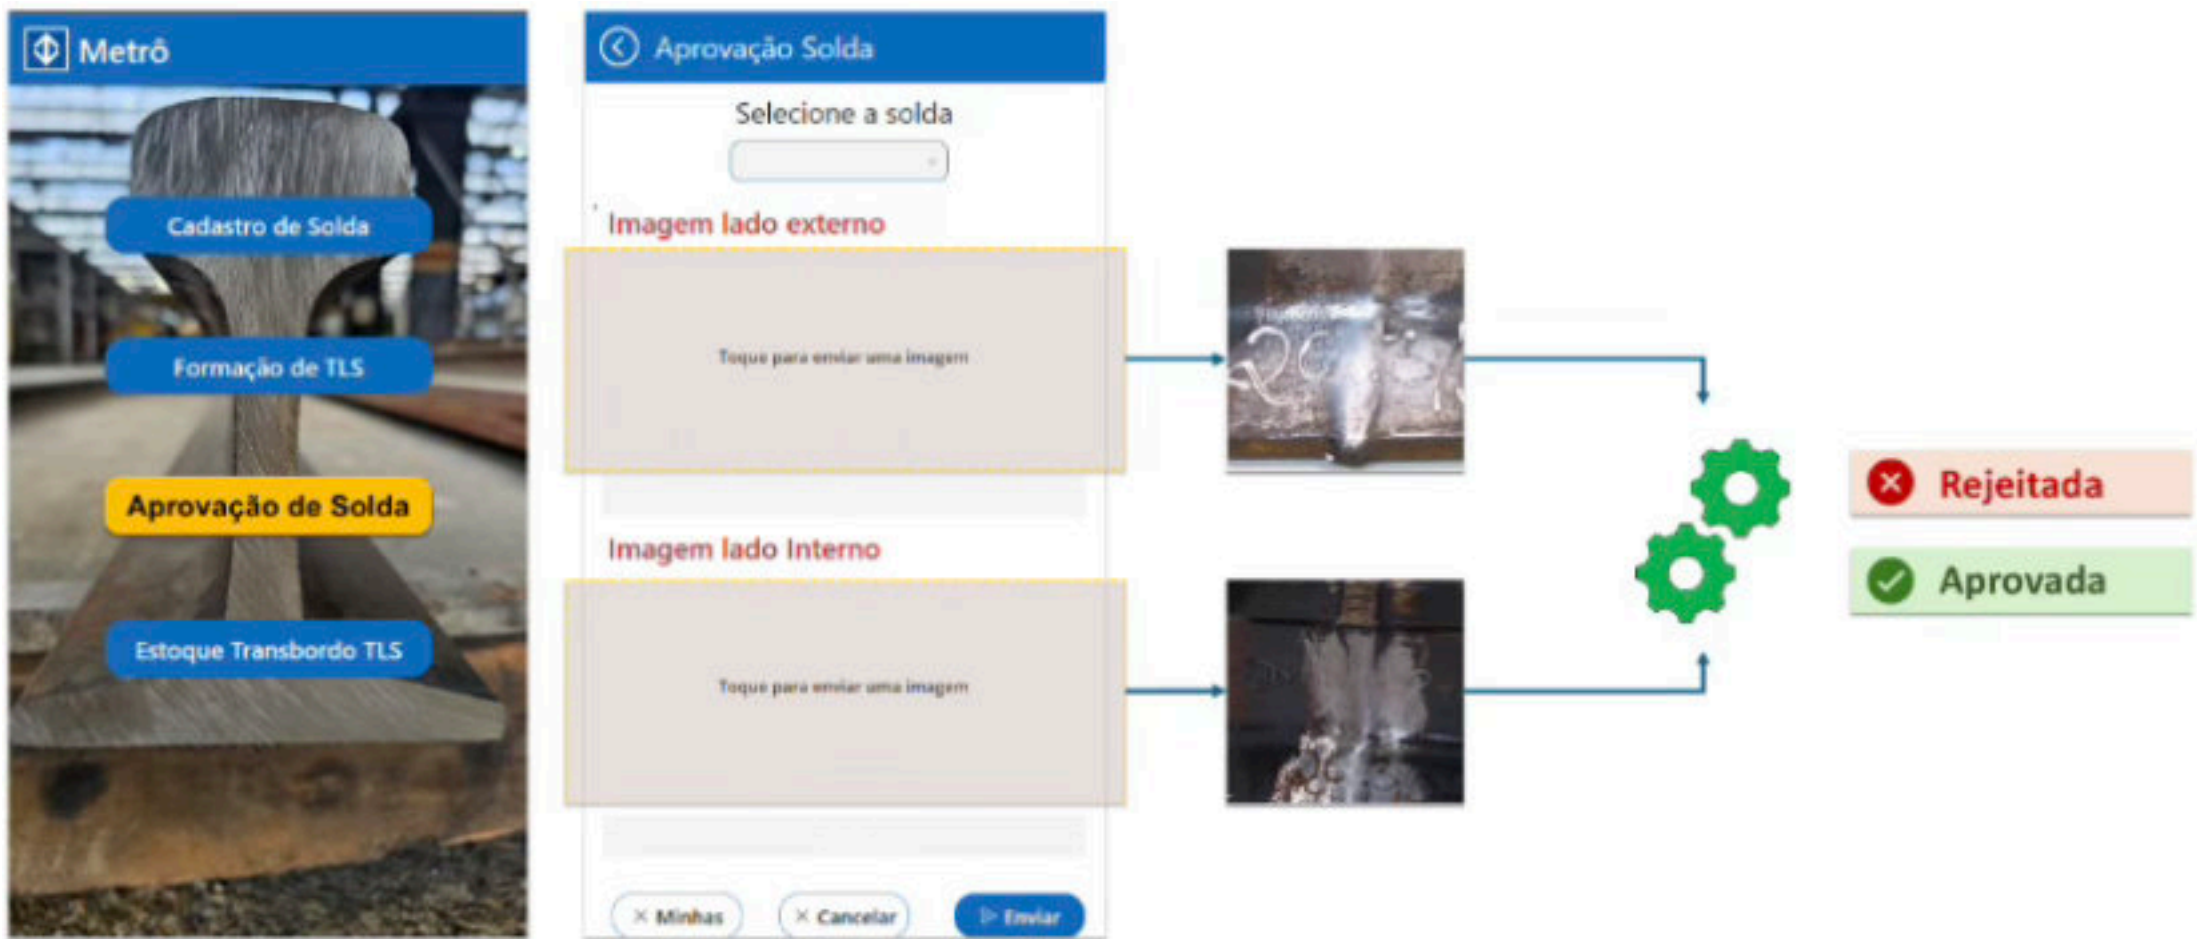 Metrô
Cadastro de Solda
Formação de TLS
Aprovação de Solda
Estoque Transbordo TLS
Aprovação Solda
Selecione a solda
Imagem lado externo
Toque para enviar uma imagem
Imagem lado Interno
Toque para enviar uma imagem
Minhas
Cancelar
Enviar
Rejeitada
Aprovada